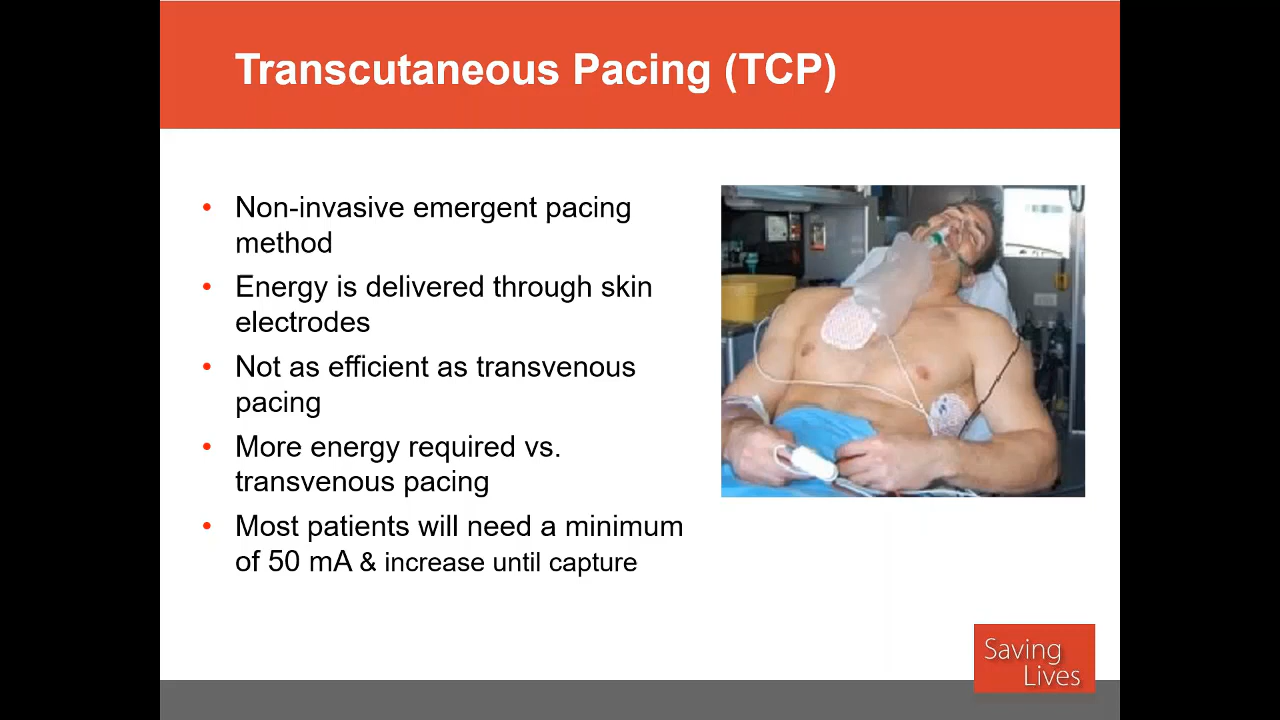 Transcutaneous Pacing (TCP)
• Non-invasive emergent pacing
method
• Energy is delivered through skin
electrodes
• Not as efficient as transvenous
pacing
• More energy required vs.
transvenous pacing
• Most patients will need a minimum
of 50 mA & increase until capture
Saving
Lives